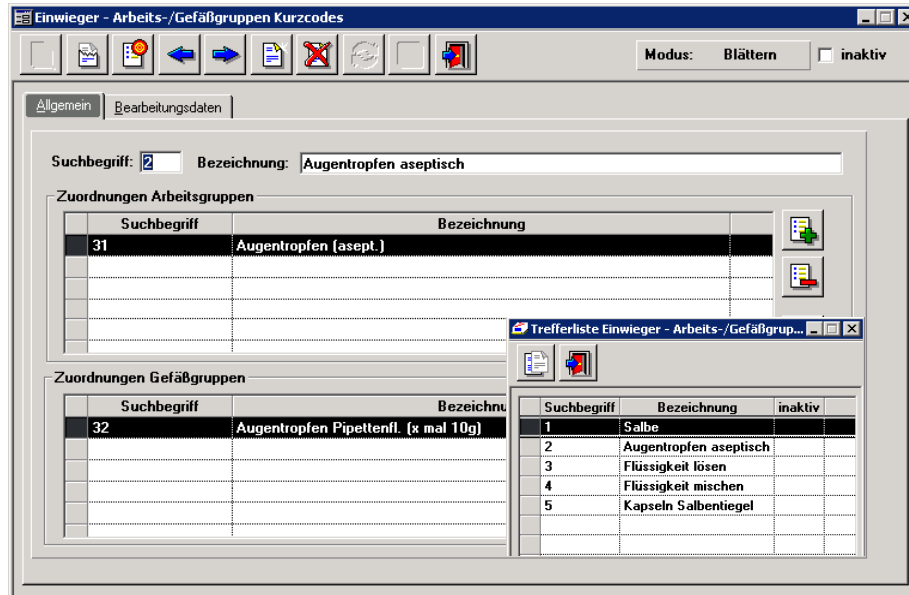 Einwieger - Arbeits-/Gefäßgruppen Kurzcodes
Modus: Blättern inaktiv
Allgemein Bearbeitungsdaten
Suchbegriff: 2 Bezeichnung: Augentropfen aseptisch
Zuordnungen Arbeitsgruppen
Suchbegriff Bezeichnung
31 Augentropfen (asept.)
Zuordnungen Gefäßgruppen
Suchbegriff Bezeichnu
32 Augentropfen Pipettenfl. (x mal 10g)
Trefferliste Einwieger - Arbeits-/Gefäßgrup...
Suchbegriff Bezeichnung inaktiv
1 Salbe
2 Augentropfen aseptisch
3 Flüssigkeit lösen
4 Flüssigkeit mischen
5 Kapseln Salbentiegel